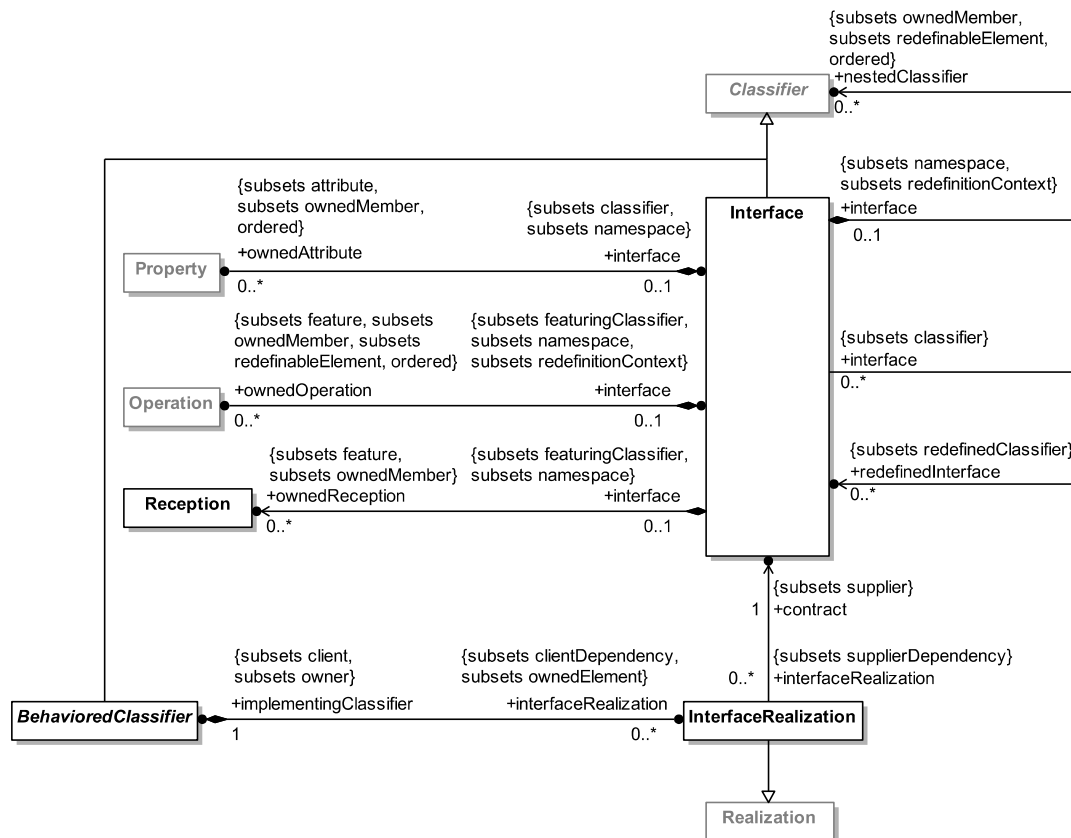 {subsets ownedMember,
subsets redefinableElement,
ordered}
+nestedClassifier
0..*
Classifier
{subsets namespace,
subsets redefinitionContext}
+interface
0..1
Interface
{subsets attribute,
subsets ownedMember,
ordered}
+ownedAttribute
0..*
{subsets classifier,
subsets namespace}
+interface
0..1
Property
{subsets feature, subsets
ownedMember, subsets
redefinableElement, ordered}
+ownedOperation
0..*
{subsets featuringClassifier,
subsets namespace,
subsets redefinitionContext}
+interface
0..1
Operation
{subsets classifier}
+interface
0..*
{subsets feature,
subsets ownedMember}
+ownedReception
0..*
{subsets featuringClassifier,
subsets namespace}
+interface
0..1
Reception
{subsets redefinedClassifier}
+redefinedInterface
0..*
{subsets supplier}
1
+contract
{subsets supplierDependency}
0..*
+interfaceRealization
{subsets client,
subsets owner}
+implementingClassifier
1
{subsets clientDependency,
subsets ownedElement}
+interfaceRealization
0..*
BehavioredClassifier
InterfaceRealization
Realization